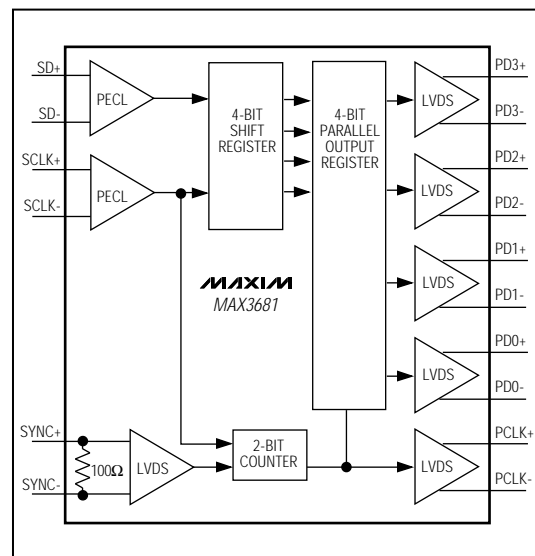 SD+
SD-
SCLK+
SCLK-
PECL
PECL
4-BIT
SHIFT
REGISTER
4-BIT
PARALLEL
OUTPUT
REGISTER
LVDS
PD3+
PD3-
LVDS
PD2+
PD2-
MAXIM
MAX3681
LVDS
PD1+
PD1-
LVDS
PD0+
PD0-
SYNC+
SYNC-
100Ω
LVDS
2-BIT
COUNTER
LVDS
PCLK+
PCLK-